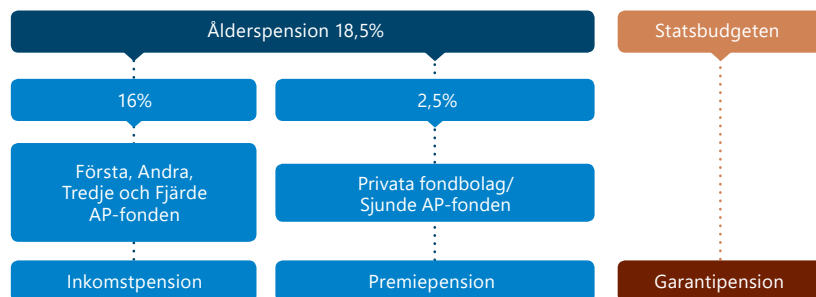 Ålderspension 18,5%
Statsbudgeten
16%
2,5%
Första, Andra,
Tredje och Fjärde
AP-fonden
Privata fondbolag/
Sjunde AP-fonden
Inkomstpension
Premiepension
Garantipension